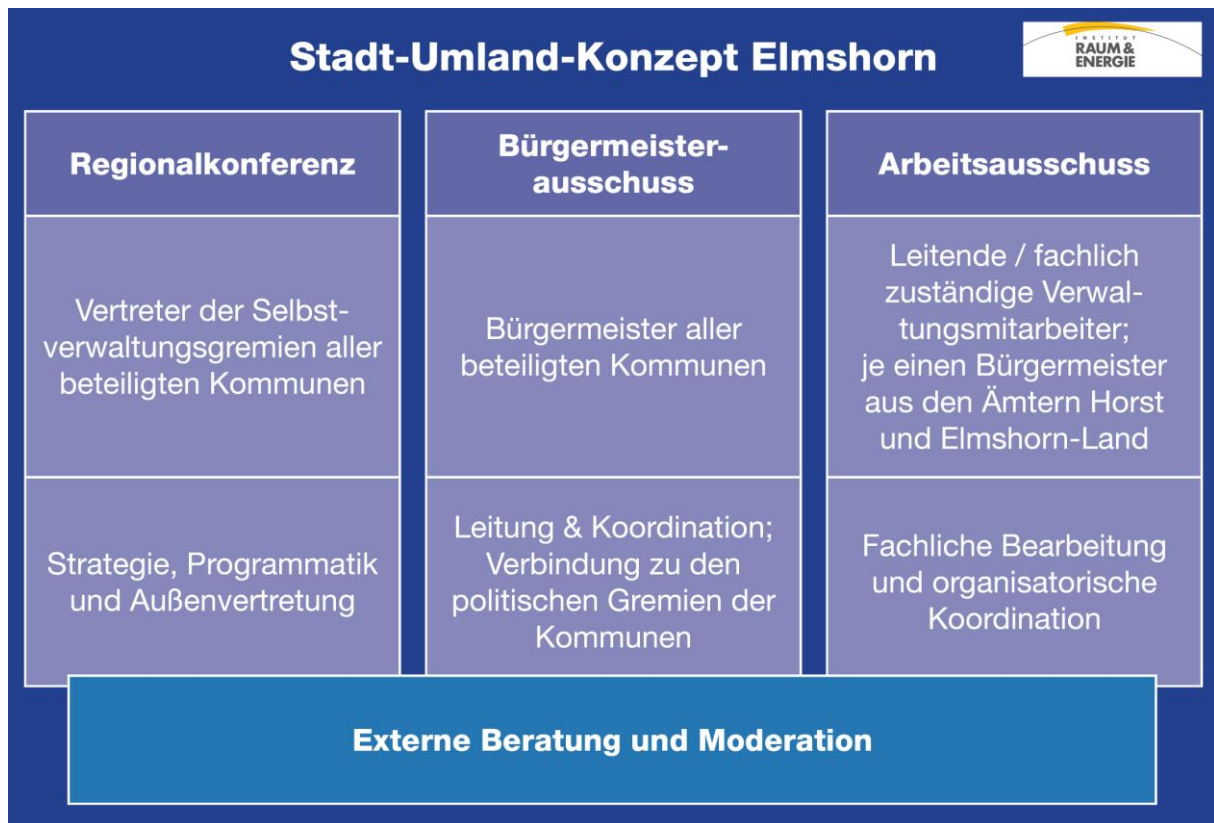 Stadt-Umland-Konzept Elmshorn
INSTITUT
RAUM &
ENERGIE
Regionalkonferenz
Vertreter der Selbst-
verwaltungsgremien aller
beteiligten Kommunen
Strategie, Programmatik
und Außenvertretung
Bürgermeister-
ausschuss
Bürgermeister aller
beteiligten Kommunen
Leitung & Koordination;
Verbindung zu den
politischen Gremien der
Kommunen
Arbeitsausschuss
Leitende / fachlich
zuständige Verwal-
tungsmitarbeiter;
je einen Bürgermeister
aus den Ämtern Horst
und Elmshorn-Land
Fachliche Bearbeitung
und organisatorische
Koordination
Externe Beratung und Moderation